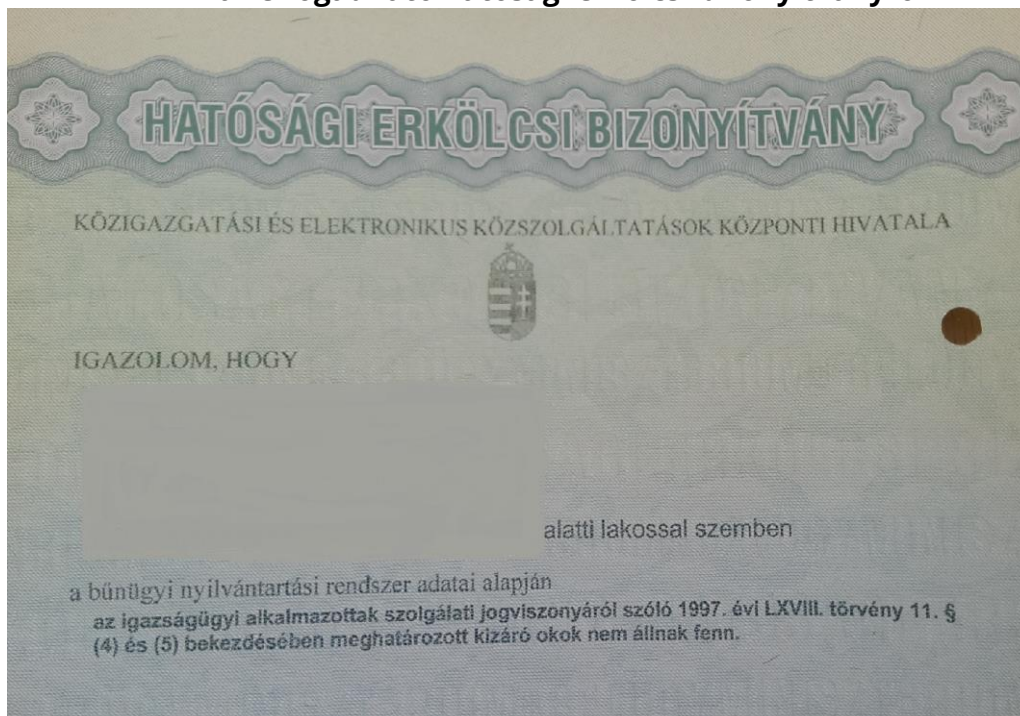 HATÓSÁGI ERKÖLCSI BIZONYÍTVÁNY
KÖZIGAZGATÁSI ÉS ELEKTRONIKUS KÖZSZOLGÁLTATÁSOK KÖZPONTI HIVATALA
IGAZOLOM, HOGY
alatti lakossal szemben
a bűnügyi nyilvántartási rendszer adatai alapján
az igazságügyi alkalmazottak szolgálati jogviszonyáról szóló 1997. évi LXVIII. törvény 11. §
(4) és (5) bekezdésében meghatározott kizáró okok nem állnak fenn.